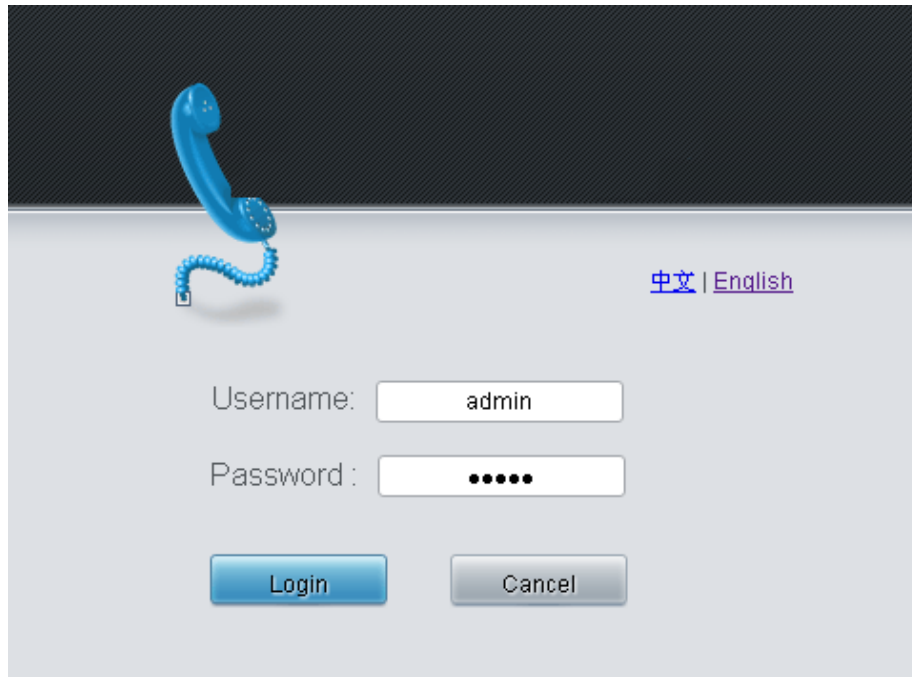 中文 | English
Username: admin
Password : •••••
Login Cancel